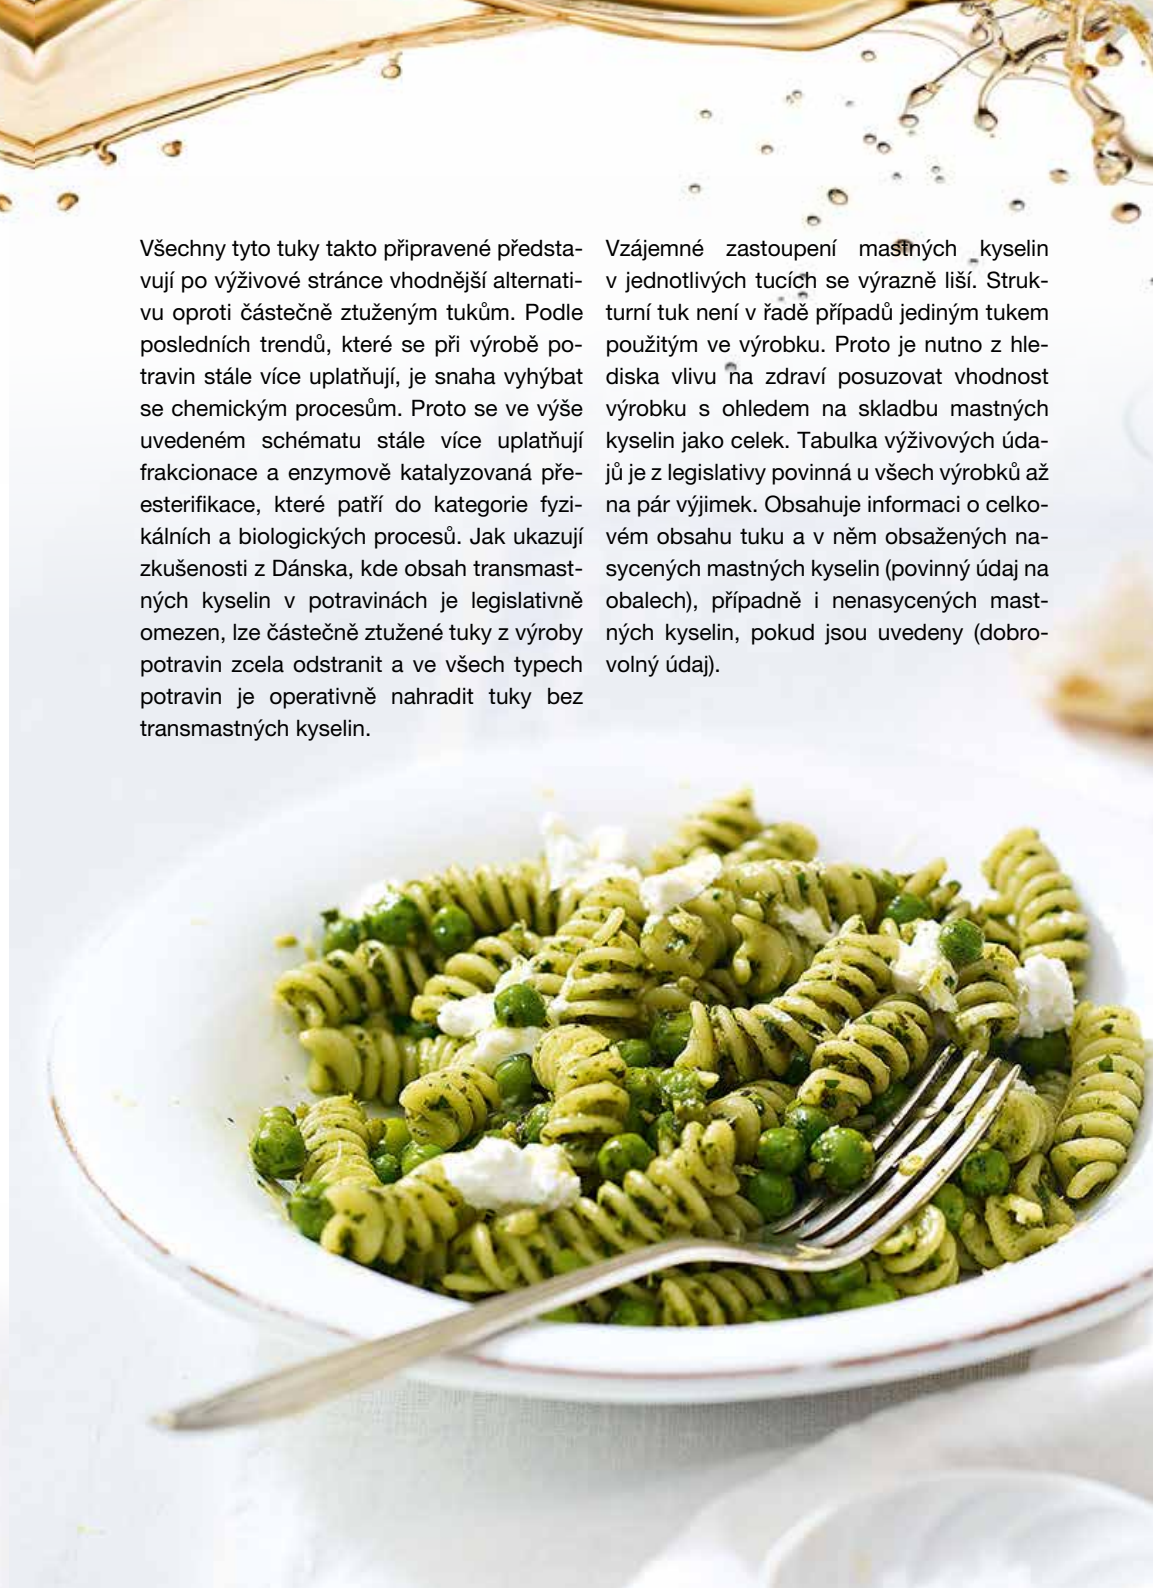 Všechny tyto tuky takto připravené předsta-
vují po výživové stránce vhodnější alternati-
vu oproti částečně ztuženým tukům. Podle
posledních trendů, které se při výrobě po-
travin stále více uplatňují, je snaha vyhýbat
se chemickým procesům. Proto se ve výše
uvedeném schématu stále více uplatňují
frakcionace a enzymově katalyzovaná pře-
esterifikace, které patří do kategorie fyzi-
kálních a biologických procesů. Jak ukazují
zkušenosti z Dánska, kde obsah transmast-
ných kyselin v potravinách je legislativně
omezen, lze částečně ztužené tuky z výroby
potravin zcela odstranit a ve všech typech
potravin je operativně nahradit tuky bez
transmastných kyselin.
Vzájemné zastoupení mastných kyselin
v jednotlivých tucích se výrazně liší. Struk-
turní tuk není v řadě případů jediným tukem
použitým ve výrobku. Proto je nutno z hle-
diska vlivu na zdraví posuzovat vhodnost
výrobku s ohledem na skladbu mastných
kyselin jako celek. Tabulka výživových úda-
jů je z legislativy povinná u všech výrobků až
na pár výjimek. Obsahuje informaci o celko-
vém obsahu tuku a v něm obsažených na-
sycených mastných kyselin (povinný údaj na
obalech), případně i nenasycených mast-
ných kyselin, pokud jsou uvedeny (dobro-
volný údaj).